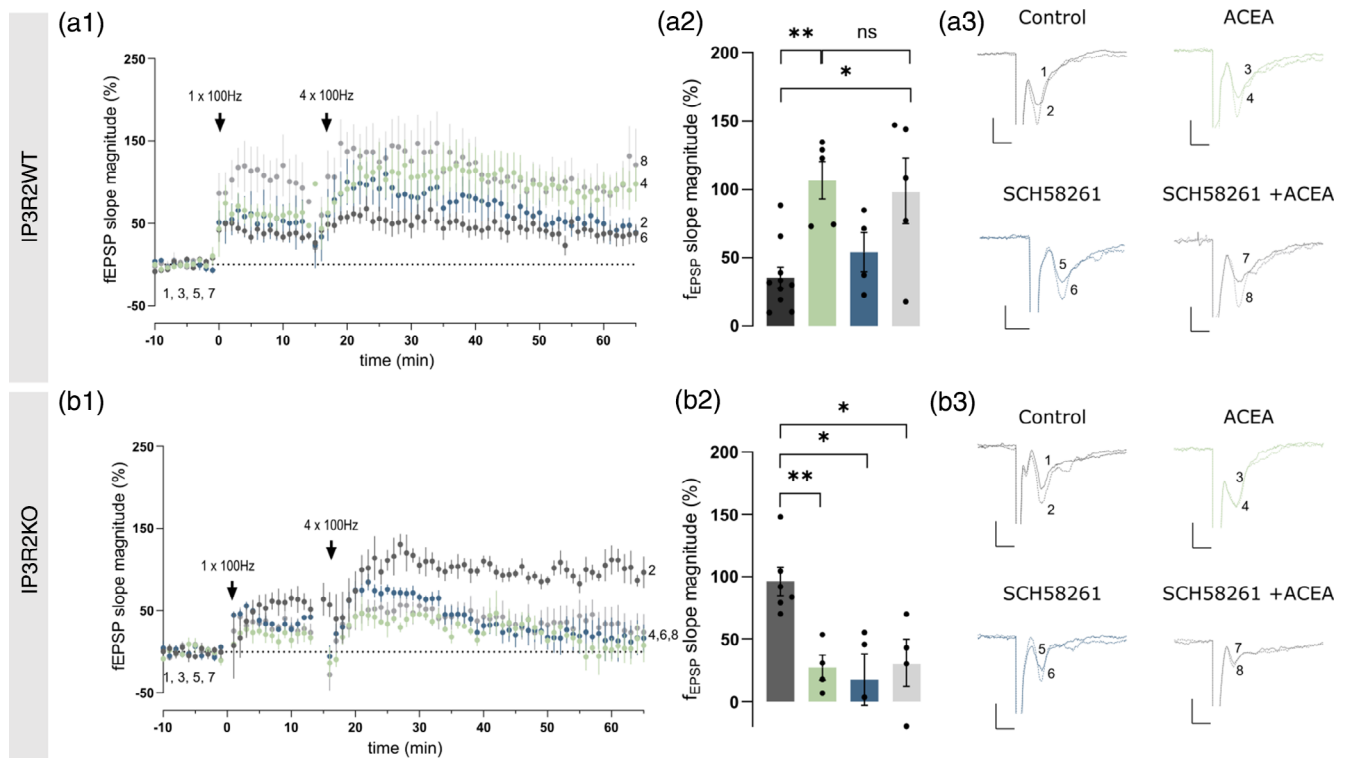 IP3R2WT
(a1)
250
150
50
-50
fEPSP slope magnitude (%)
1 x 100Hz
4 x 100Hz
8
4
2
6
1, 3, 5, 7
-10 0 10 20 30 40 50 60
time (min)
(a2)
** ns
*
200
150
100
50
0
fEPSP slope magnitude (%)
(a3)
Control ACEA
1
2
3
4
SCH58261 SCH58261 +ACEA
5
6
7
8
IP3R2KO
(b1)
250
150
50
-50
fEPSP slope magnitude (%)
1 x 100Hz
4 x 100Hz
2
4,6,8
1, 3, 5, 7
-10 0 10 20 30 40 50 60
time (min)
(b2)
*
*
**
200
150
100
50
0
fEPSP slope magnitude (%)
(b3)
Control ACEA
1
2
3
4
SCH58261 SCH58261 +ACEA
5
6
7
8